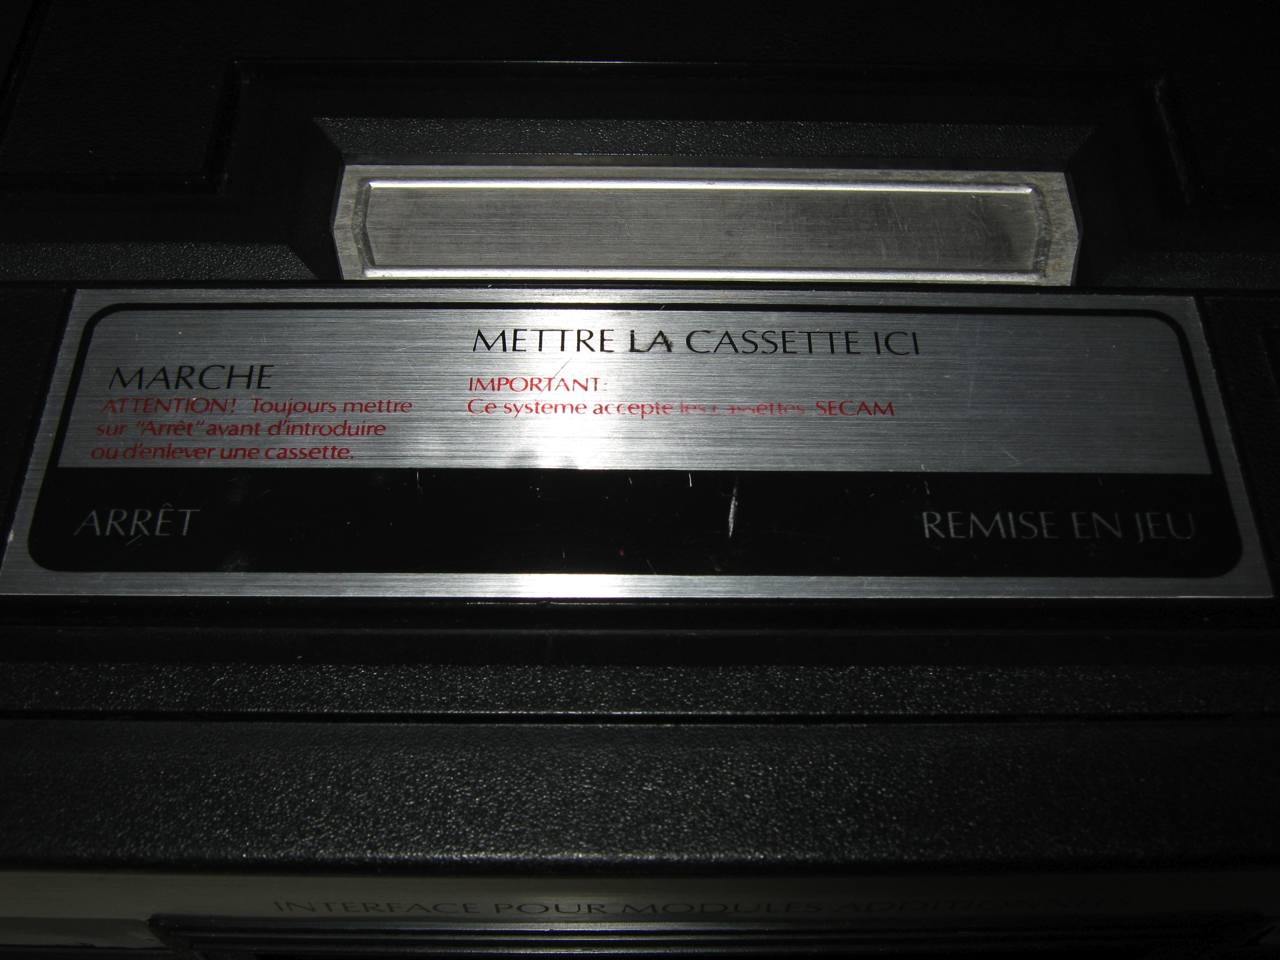 METTRE LA CASSETTE ICI
MARCHE
ATTENTION! Toujours mettre
sur "Arrêt" avant d'introduire
ou d'enlever une cassette.
IMPORTANT:
Ce systeme accepte les cassettes SECAM
ARRÊT
REMISE EN JEU
INTERFACE POUR MODULES